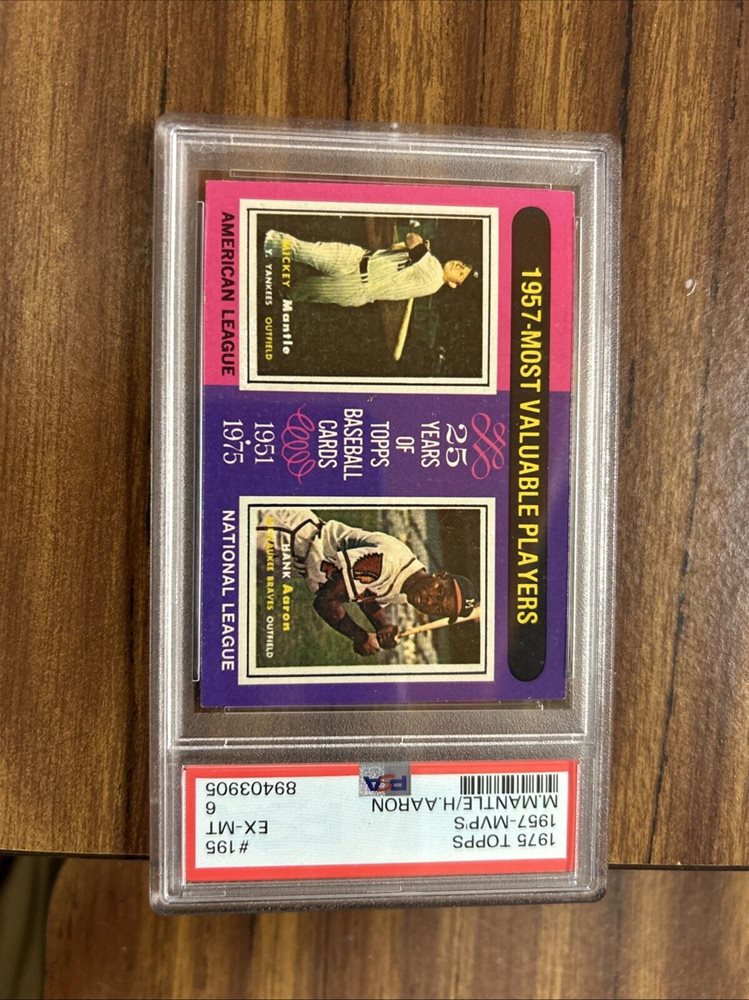 1957-MOST VALUABLE PLAYERS
MICKEY Mantle
Y. YANKEES OUTFIELD
AMERICAN LEAGUE
25
YEARS
OF
TOPPS
BASEBALL
CARDS
1951
•
1975
M
HANK Aaron
MILWAUKEE BRAVES OUTFIELD
NATIONAL LEAGUE
1975 TOPPS
#195
1957-MVP'S
EX-MT
M.MANTLE/H.AARON
6
PSA
89403905